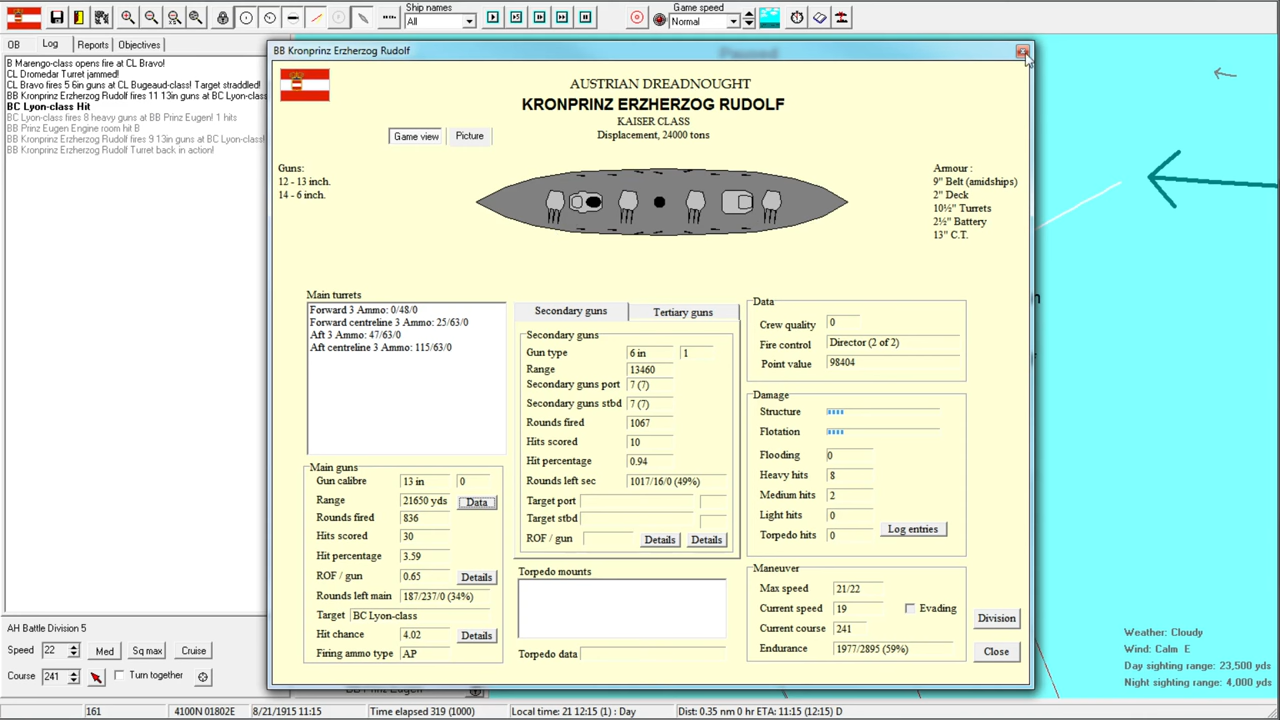 Ship names
All
Game speed
Normal
OB
Log
Reports
Objectives
B Marengo-class opens fire at CL Bravo!
CL Dromedar Turret jammed!
CL Bravo fires 5 6in guns at CL Bugeaud-class! Target straddled!
BB Kronprinz Erzherzog Rudolf fires 11 13in guns at BC Lyon-class
BC Lyon-class Hit
BC Lyon-class fires 8 heavy guns at BB Prinz Eugen! 1 hits
BB Prinz Eugen Engine room hit B
BB Kronprinz Erzherzog Rudolf fires 9 13in guns at BC Lyon-class!
BB Kronprinz Erzherzog Rudolf Turret back in action!
Paused
BB Kronprinz Erzherzog Rudolf
AUSTRIAN DREADNOUGHT
KRONPRINZ ERZHERZOG RUDOLF
KAISER CLASS
Displacement, 24000 tons
Game view
Picture
Guns:
12 - 13 inch.
14 - 6 inch.
Armour :
9" Belt (amidships)
2" Deck
10½" Turrets
2½" Battery
13" C.T.
Main turrets
Forward 3 Ammo: 0/48/0
Forward centreline 3 Ammo: 25/63/0
Aft 3 Ammo: 47/63/0
Aft centreline 3 Ammo: 115/63/0
Main guns
Gun calibre 13 in 0
Range 21650 yds Data
Rounds fired 836
Hits scored 30
Hit percentage 3.59
ROF / gun 0.65 Details
Rounds left main 187/237/0 (34%)
Target BC Lyon-class
Hit chance 4.02 Details
Firing ammo type AP
Secondary guns
Tertiary guns
Secondary guns
Gun type 6 in 1
Range 13460
Secondary guns port 7 (7)
Secondary guns stbd 7 (7)
Rounds fired 1067
Hits scored 10
Hit percentage 0.94
Rounds left sec 1017/16/0 (49%)
Target port
Target stbd
ROF / gun Details Details
Torpedo mounts
Torpedo data
Data
Crew quality 0
Fire control Director (2 of 2)
Point value 98404
Damage
Structure
Flotation
Flooding 0
Heavy hits 8
Medium hits 2
Light hits 0
Torpedo hits 0
Log entries
Maneuver
Max speed 21/22
Current speed 19 Evading
Current course 241
Endurance 1977/2895 (59%)
Division
Close
AH Battle Division 5
Speed 22 Med Sq max Cruise
Course 241 Turn together
BB Prinz Eugen
Weather: Cloudy
Wind: Calm E
Day sighting range: 23,500 yds
Night sighting range: 4,000 yds
161
4100N 01802E
8/21/1915 11:15
Time elapsed 319 (1000)
Local time: 21 12:15 (1) : Day
Dist: 0.35 nm 0 hr ETA: 11:15 (12:15) D